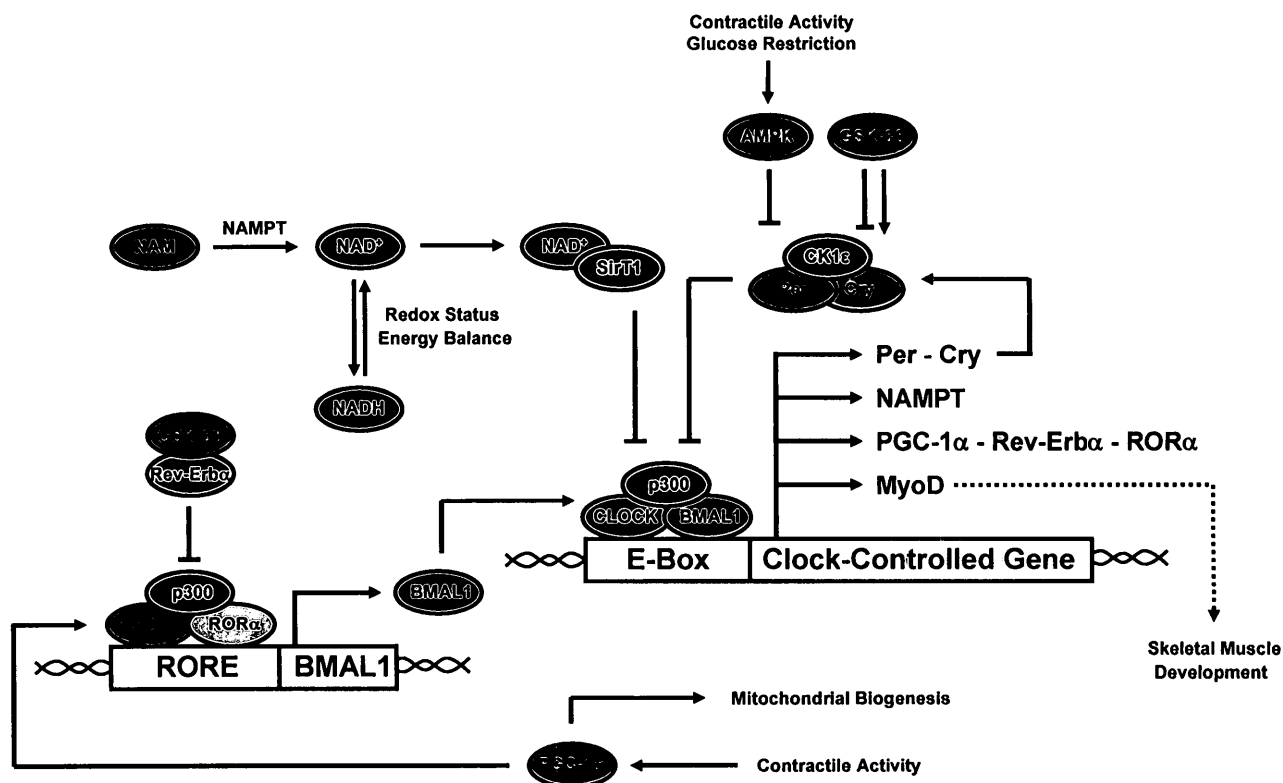 Contractile Activity
Glucose Restriction
AMPK
NAM
NAMPT
NAD⁺
NAD⁺
SirT1
CK1ε
Cry
Redox Status
Energy Balance
NADH
Per - Cry
NAMPT
PGC-1α - Rev-Erbα - RORα
MyoD
Rev-Erbα
p300
CLOCK
BMAL1
E-Box
Clock-Controlled Gene
BMAL1
p300
RORα
RORE
BMAL1
Skeletal Muscle
Development
Mitochondrial Biogenesis
Contractile Activity